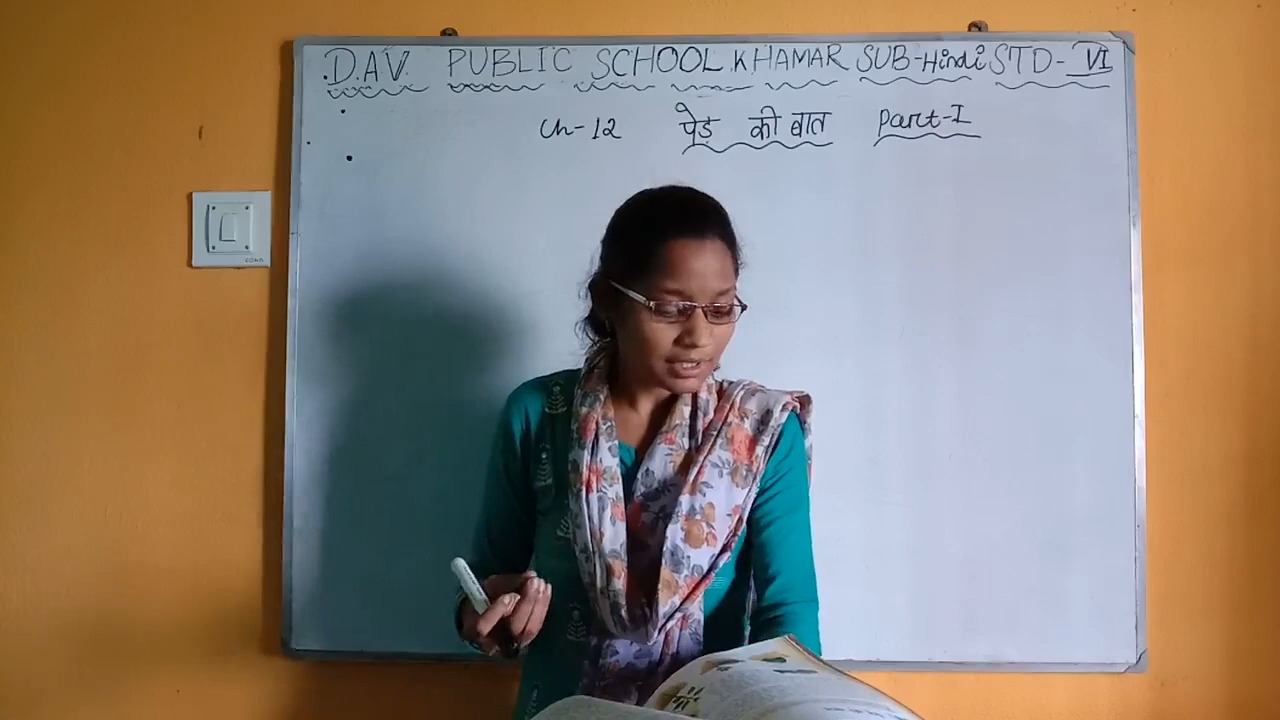 D.A.V. PUBLIC SCHOOL KHAMAR SUB-Hindi STD- VI
Ch-12 पेड़ की बात Part-I